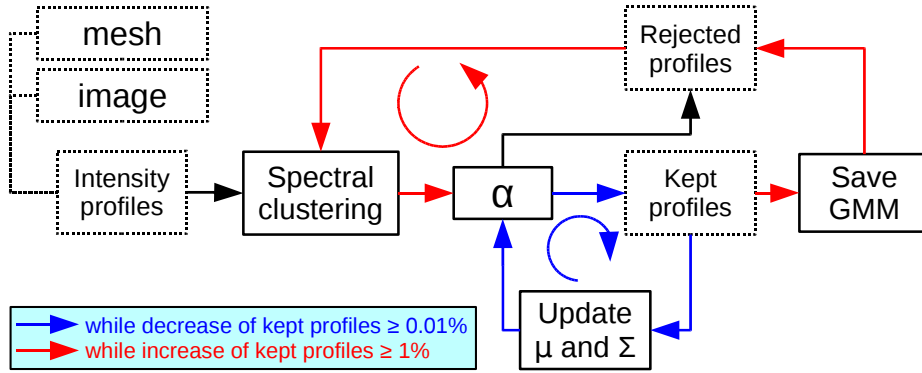 mesh
image
Intensity
profiles
Spectral
clustering
α
Rejected
profiles
Kept
profiles
Save
GMM
Update
μ and Σ
while decrease of kept profiles ≥ 0.01%
while increase of kept profiles ≥ 1%